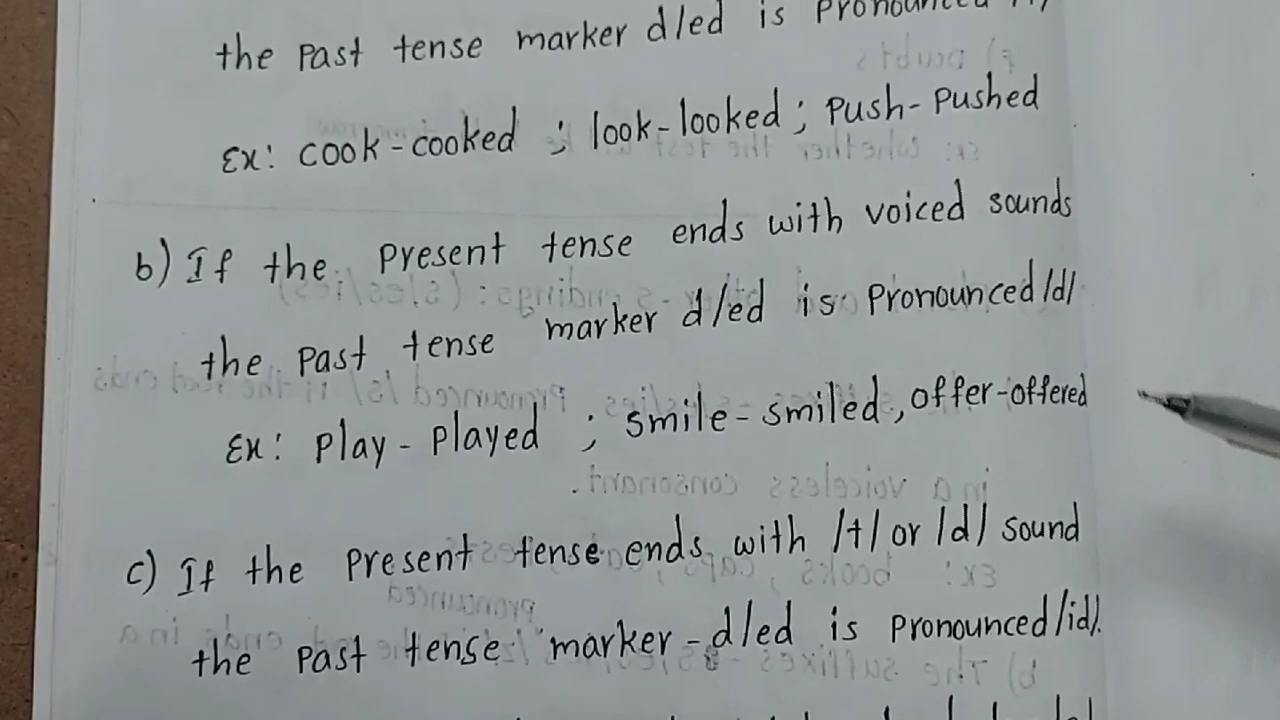 the past tense marker d/ed is pronounced /t/
Ex: cook-cooked ; look-looked ; push-pushed
b) If the present tense ends with voiced sounds
the past tense marker d/ed is pronounced /d/
Ex: play-played ; smile-smiled, offer-offered
c) If the present tense ends with /t/ or /d/ sound
the past tense marker -d/ed is pronounced /id/.